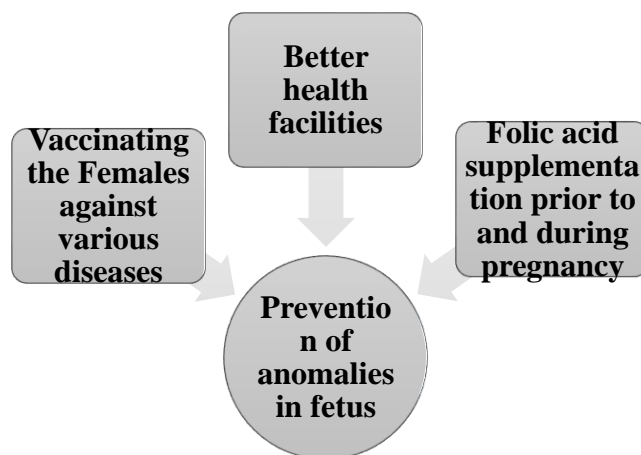 Better
health
facilities
Vaccinating
the Females
against
various
diseases
Folic acid
supplementa
tion prior to
and during
pregnancy
Preventio
n of
anomalies
in fetus